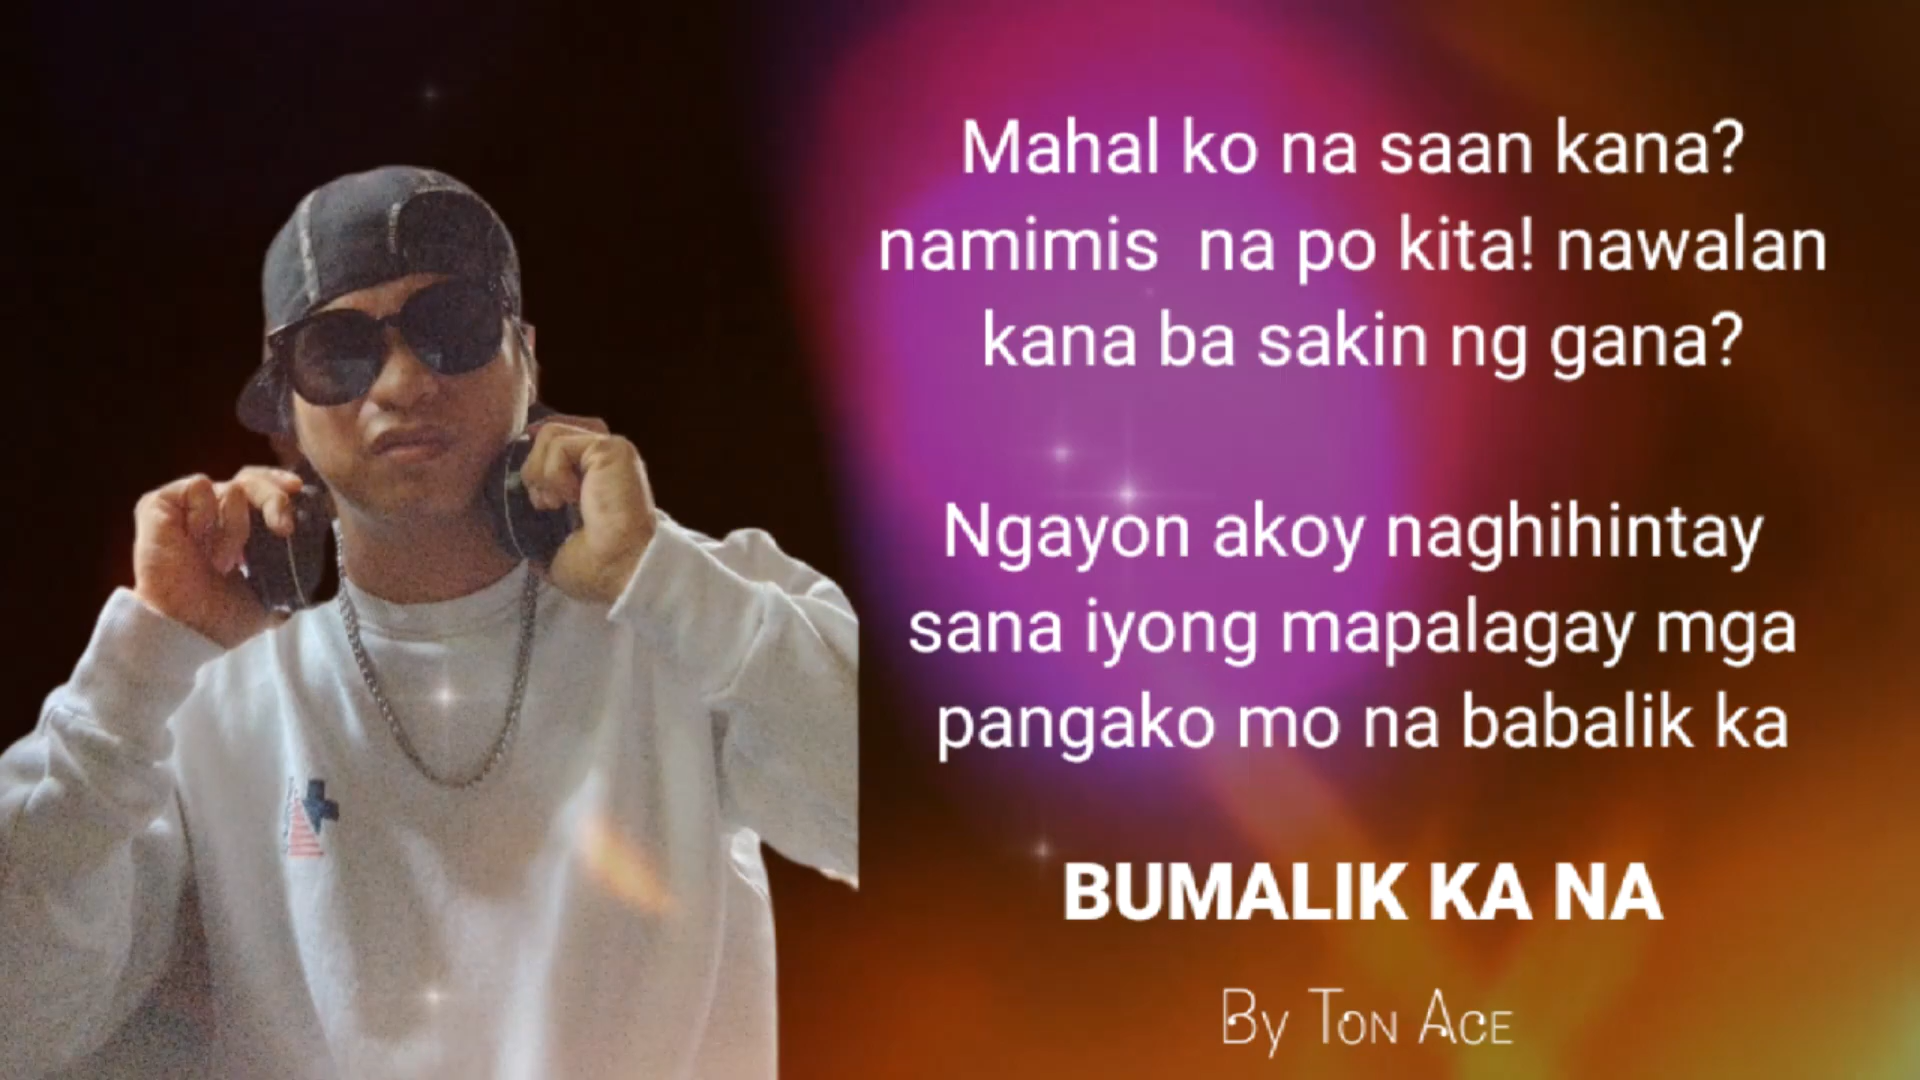 Mahal ko na saan kana?
namimis na po kita! nawalan
kana ba sakin ng gana?
Ngayon akoy naghihintay
sana iyong mapalagay mga
pangako mo na babalik ka
BUMALIK KA NA
By Ton Ace